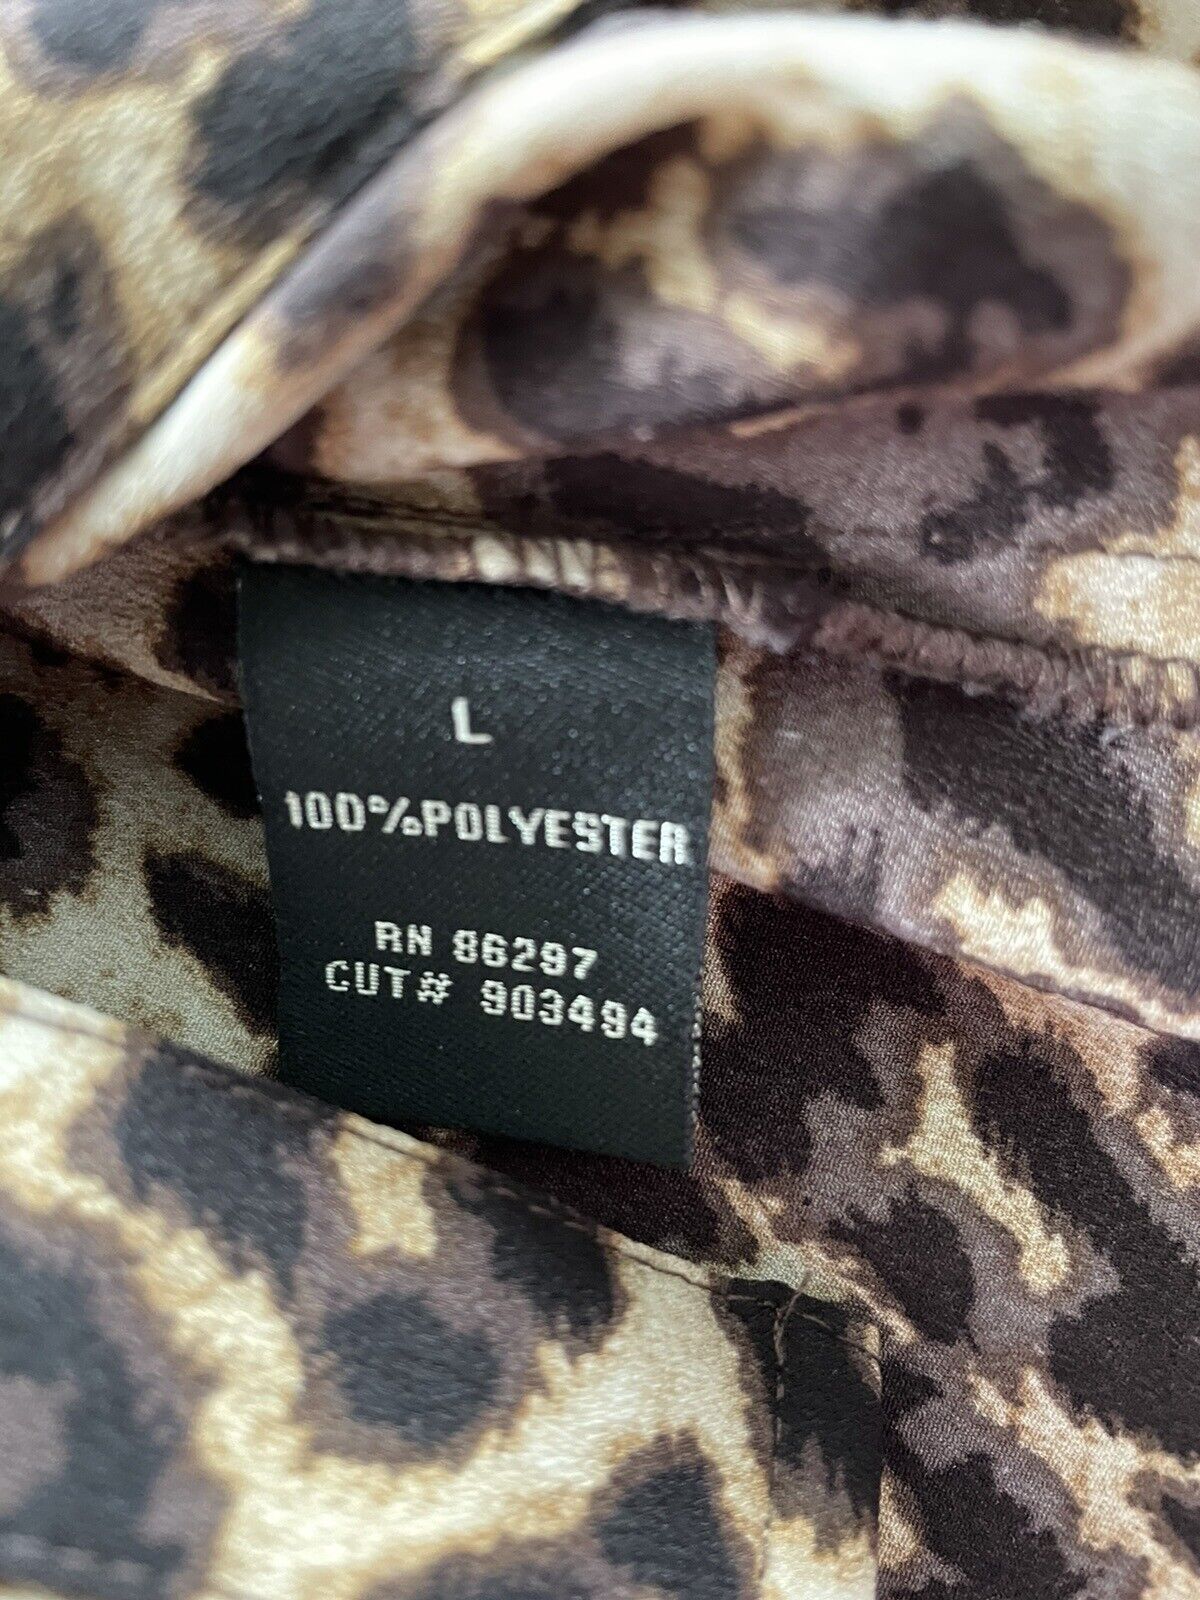 L
100%POLYESTER
RN 86297
CUT# 903494